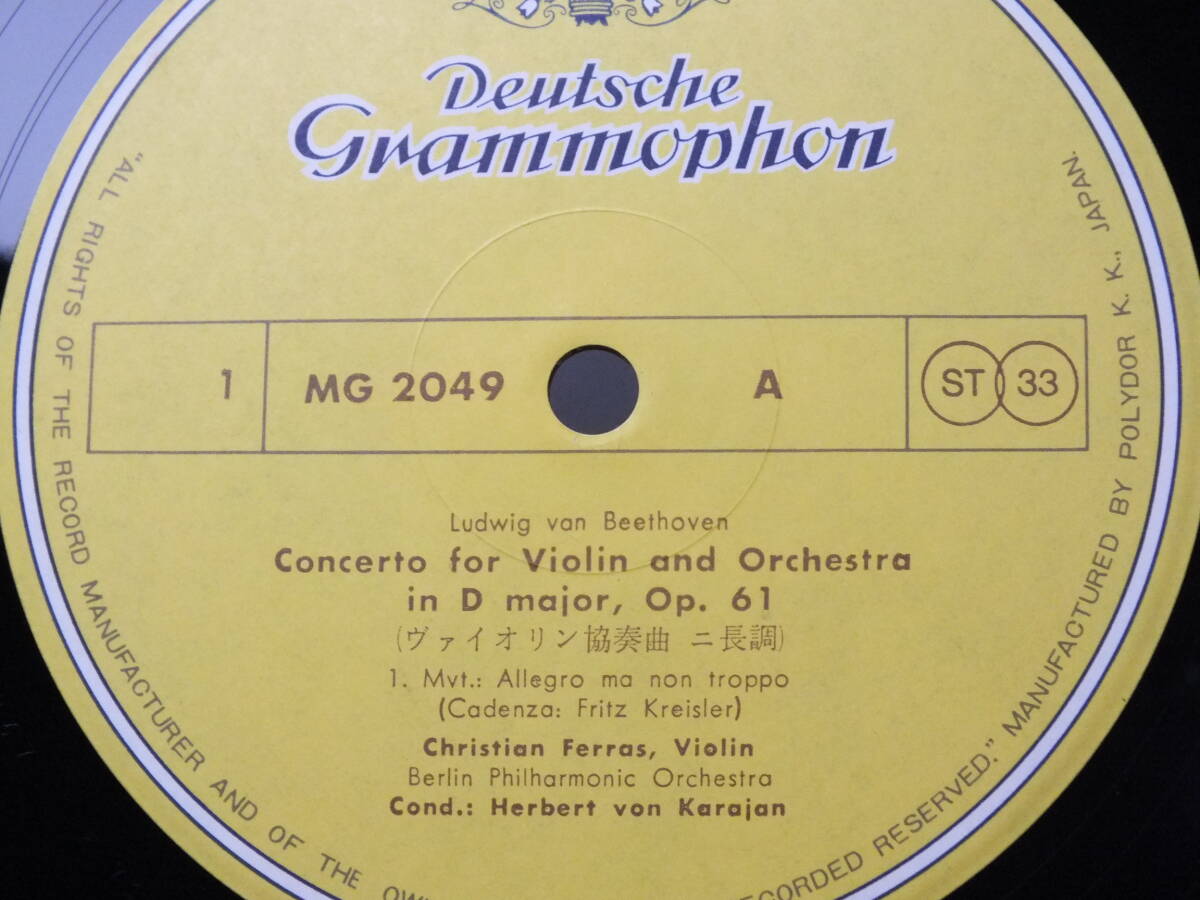 Deutsche
Grammophon
1 MG 2049 A ST 33
Ludwig van Beethoven
Concerto for Violin and Orchestra
in D major, Op. 61
(ヴァイオリン協奏曲 ニ長調)
1. Mvt.: Allegro ma non troppo
(Cadenza: Fritz Kreisler)
Christian Ferras, Violin
Berlin Philharmonic Orchestra
Cond.: Herbert von Karajan
"ALL RIGHTS OF THE RECORD MANUFACTURER AND OF THE
RESERVED." MANUFACTURED BY POLYDOR K. K., JAPAN.